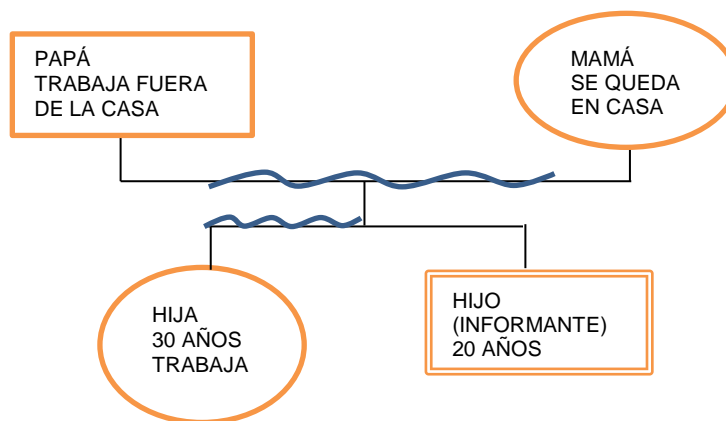 PAPÁ
TRABAJA FUERA
DE LA CASA
MAMÁ
SE QUEDA
EN CASA
HIJA
30 AÑOS
TRABAJA
HIJO
(INFORMANTE)
20 AÑOS